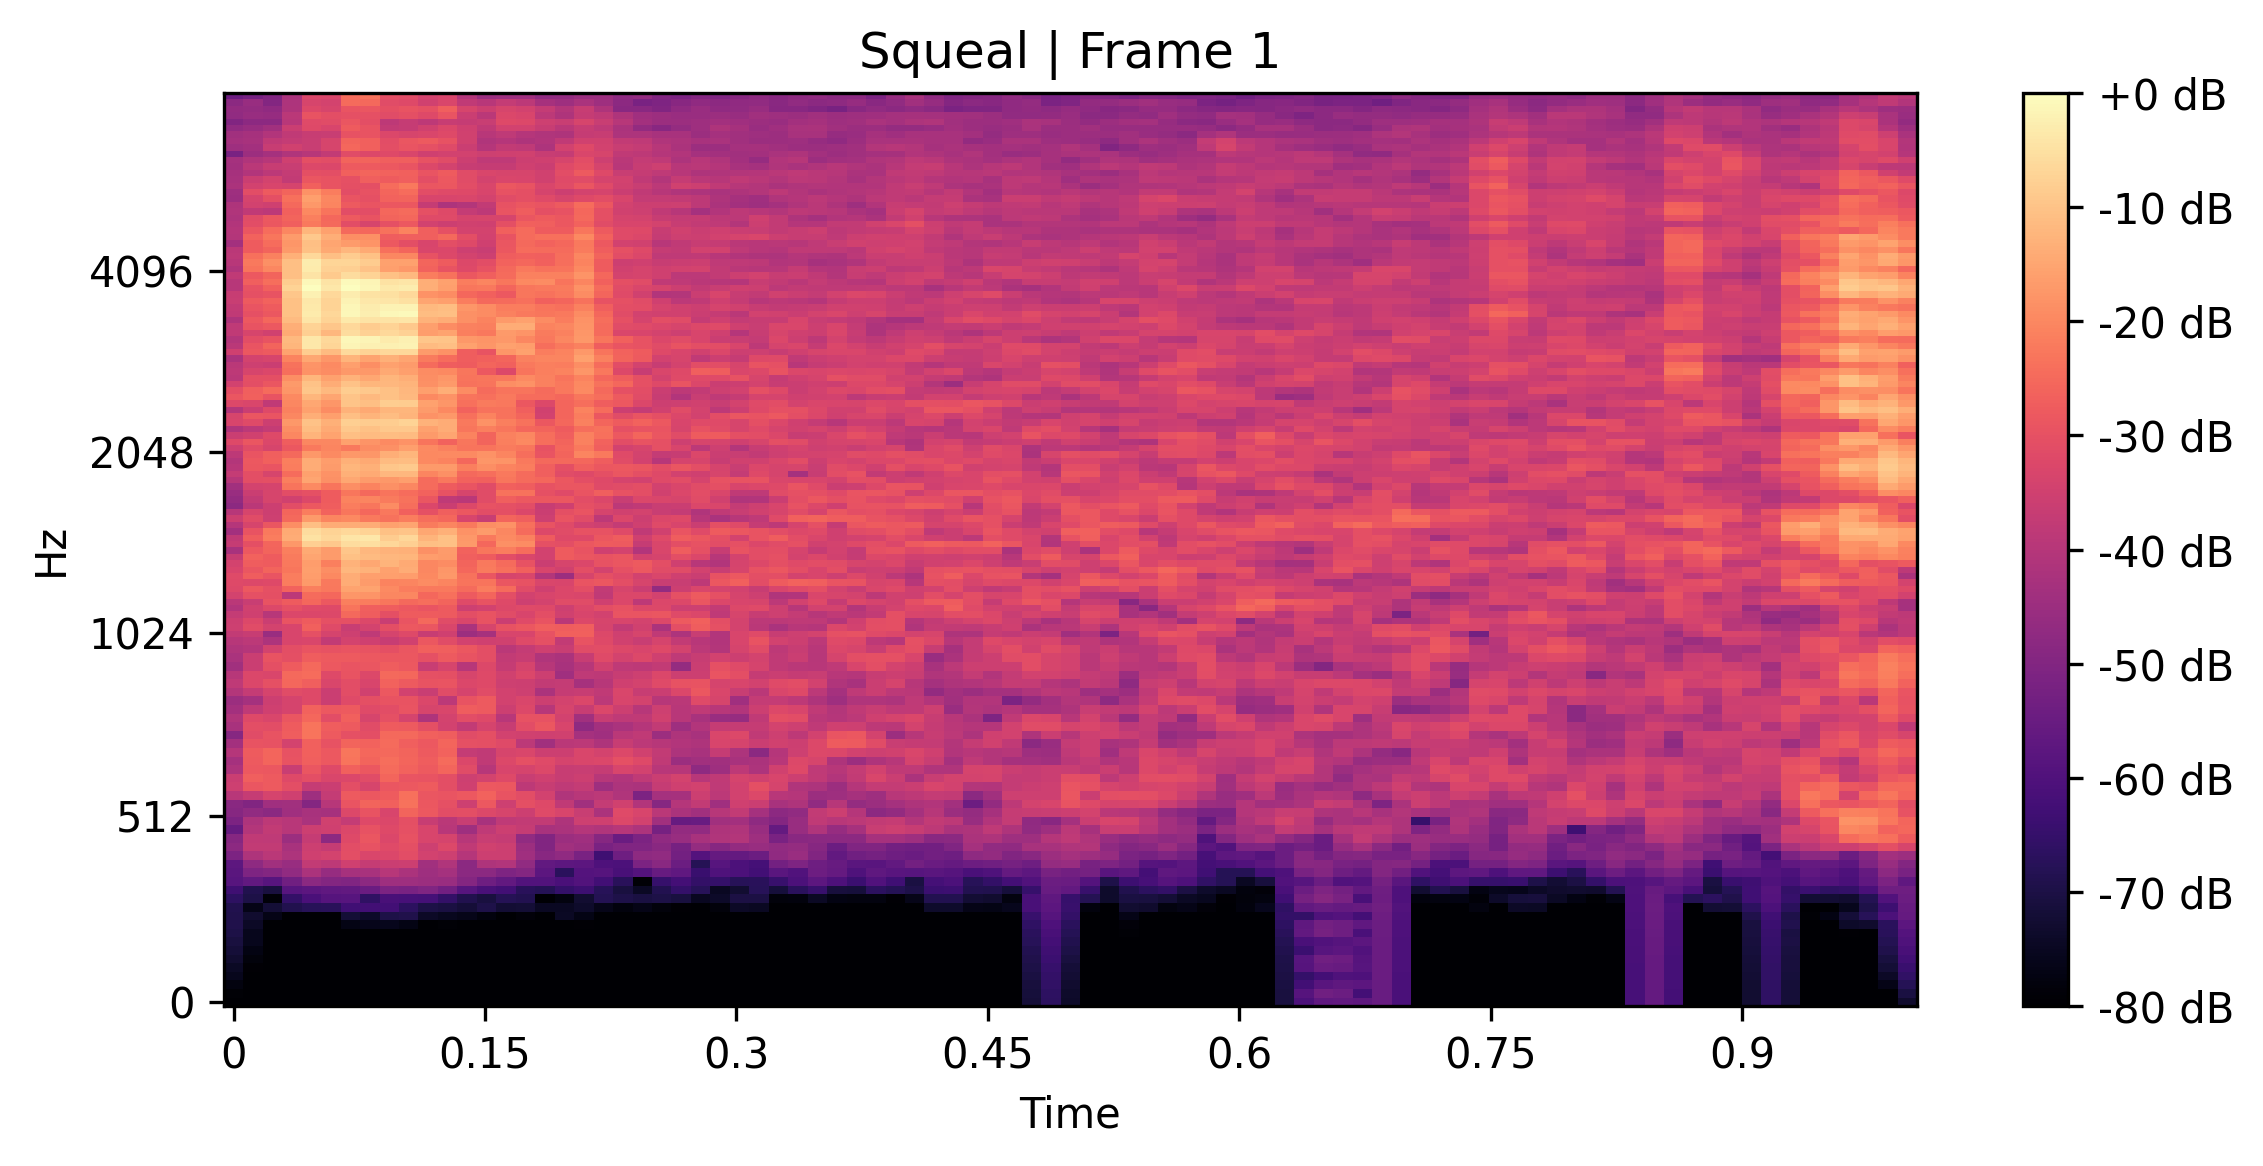 Squeal | Frame 1
Hz
4096
2048
1024
512
0
0 0.15 0.3 0.45 0.6 0.75 0.9
Time
+0 dB
-10 dB
-20 dB
-30 dB
-40 dB
-50 dB
-60 dB
-70 dB
-80 dB